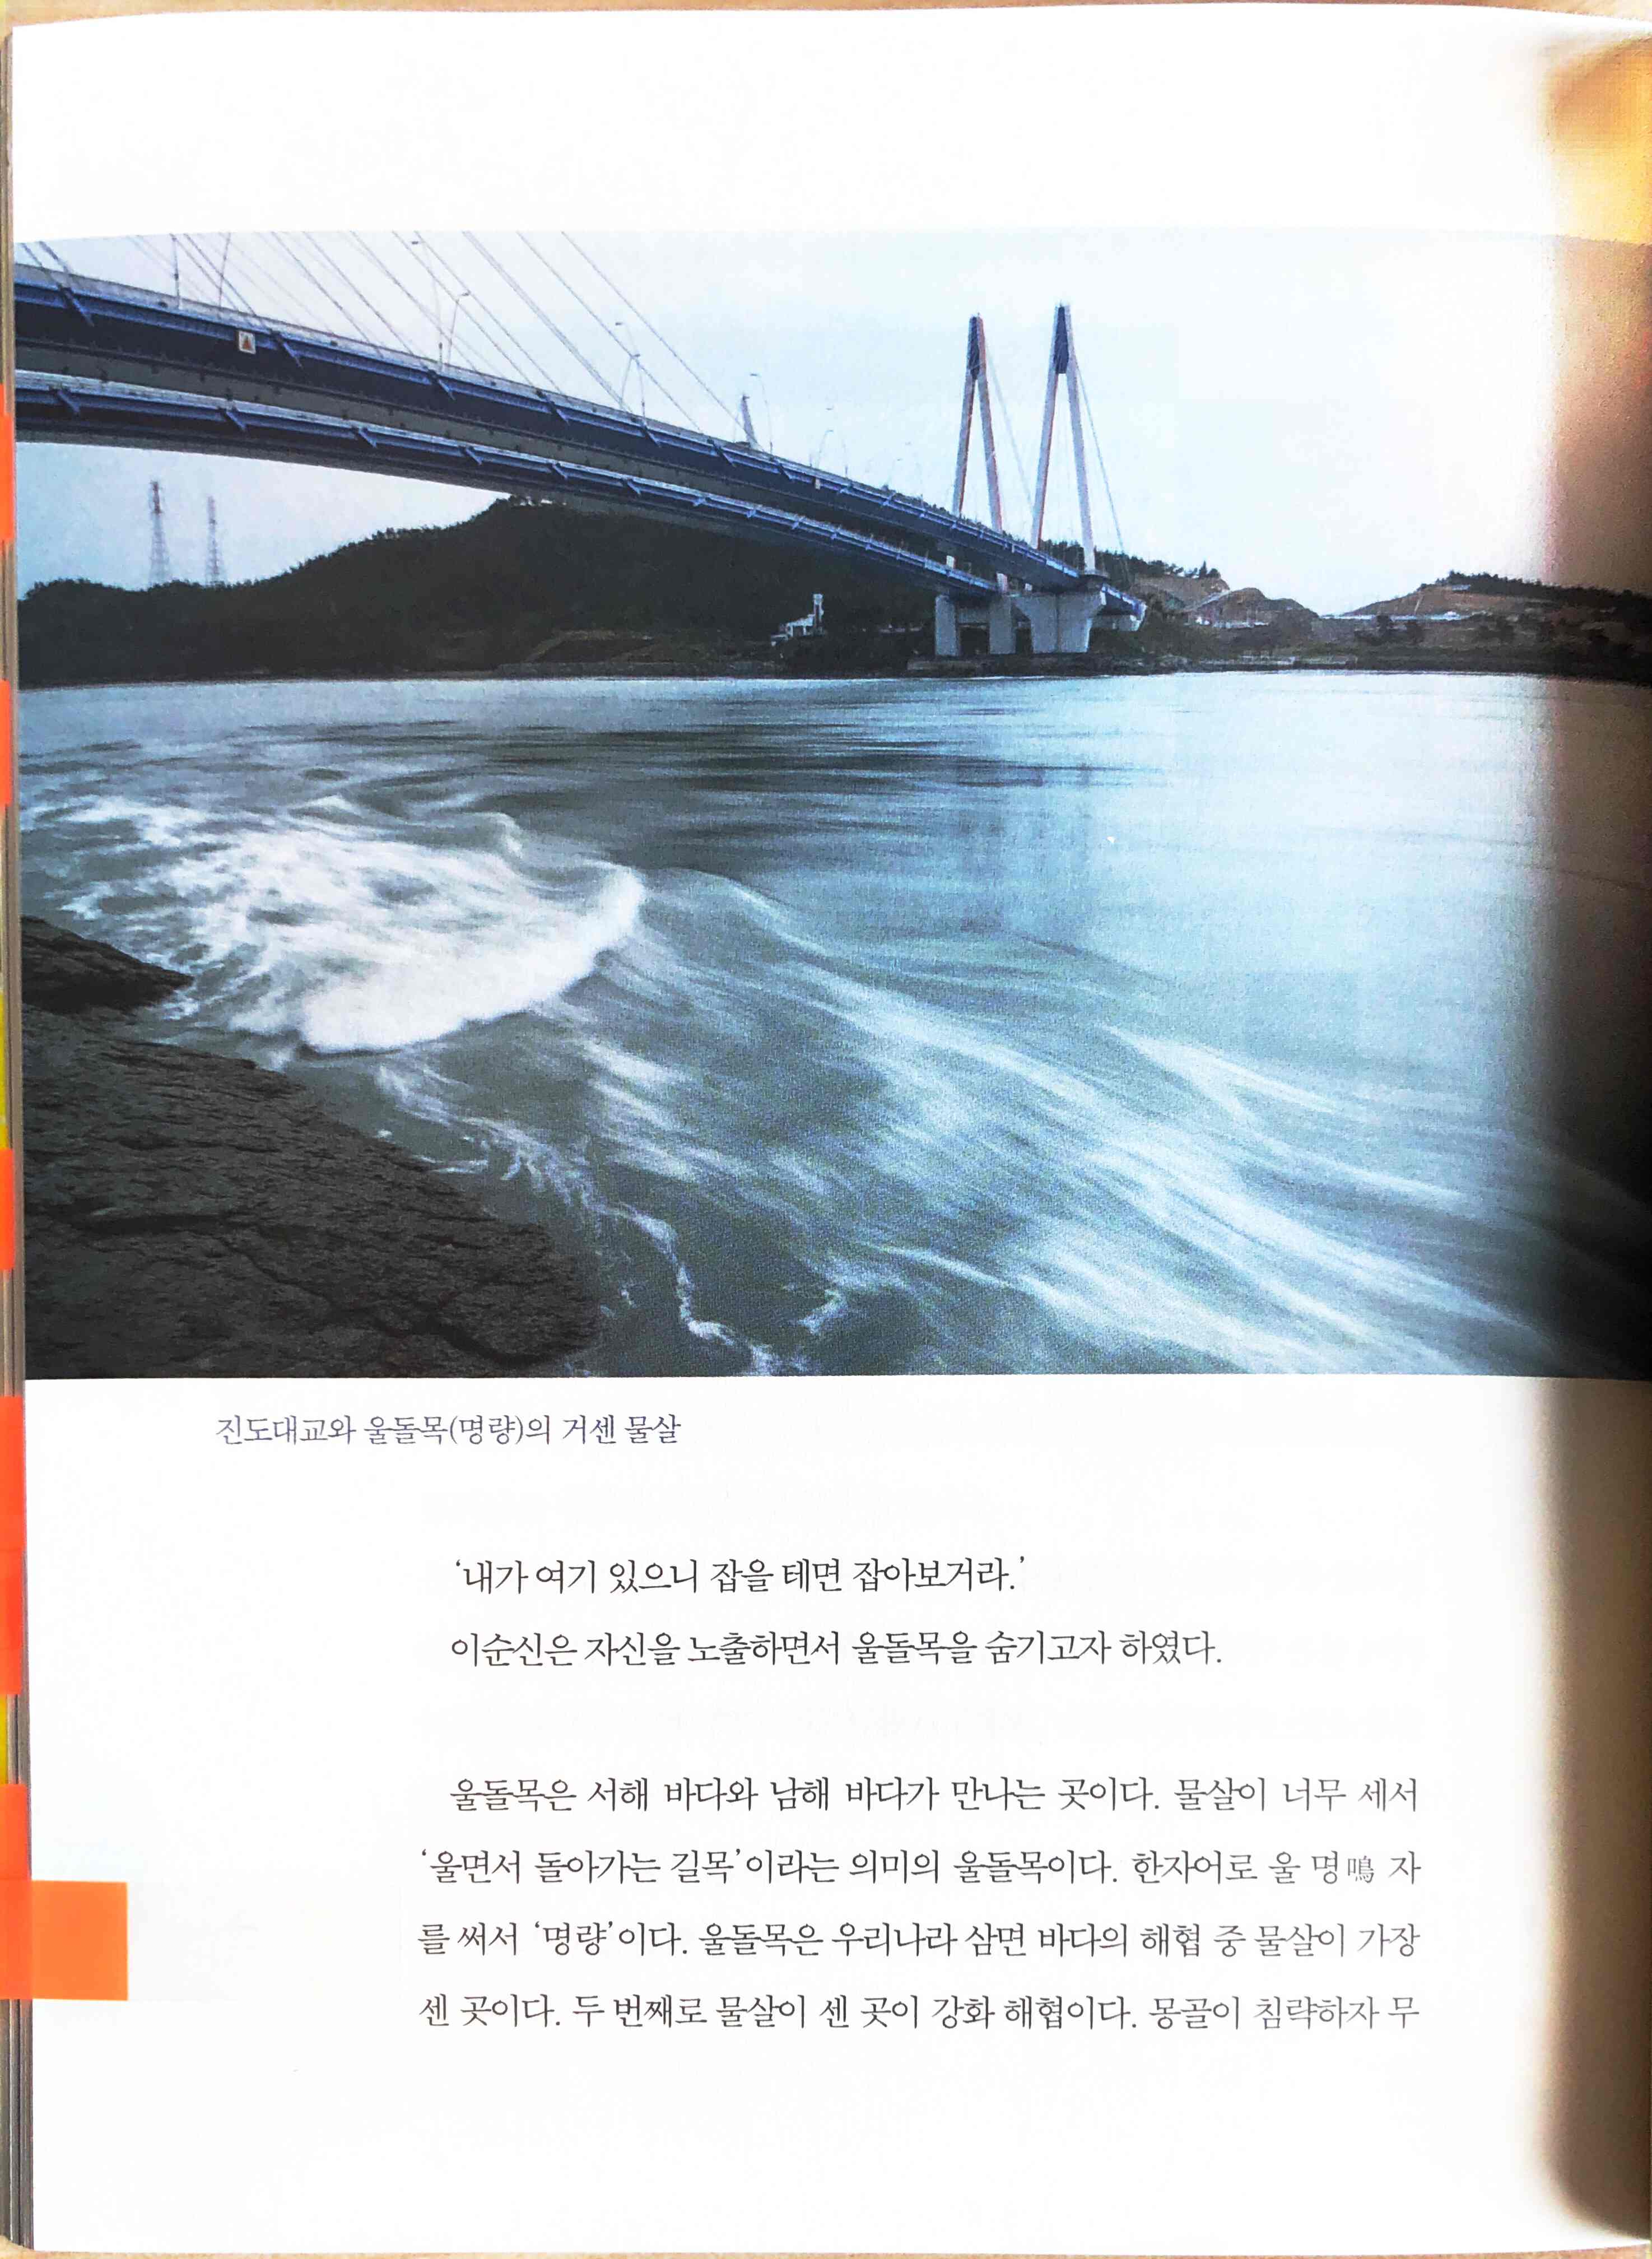 진도대교와 울돌목(명량)의 거센 물살
‘내가 여기 있으니 잡을 테면 잡아보거라.’
이순신은 자신을 노출하면서 울돌목을 숨기고자 하였다.
울돌목은 서해 바다와 남해 바다가 만나는 곳이다. 물살이 너무 세서
‘울면서 돌아가는 길목’이라는 의미의 울돌목이다. 한자어로 울 명鳴 자
를 써서 ‘명량’이다. 울돌목은 우리나라 삼면 바다의 해협 중 물살이 가장
센 곳이다. 두 번째로 물살이 센 곳이 강화 해협이다. 몽골이 침략하자 무